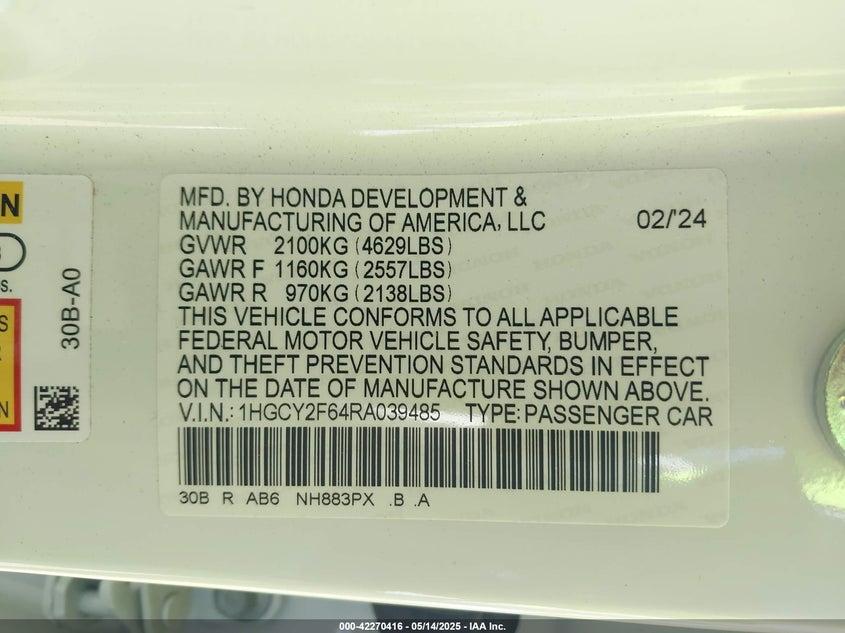 N
S.
S
R
N
30B-A0
MFD. BY HONDA DEVELOPMENT &
MANUFACTURING OF AMERICA, LLC 02/'24
GVWR 2100KG (4629LBS)
GAWR F 1160KG (2557LBS)
GAWR R 970KG (2138LBS)
THIS VEHICLE CONFORMS TO ALL APPLICABLE
FEDERAL MOTOR VEHICLE SAFETY, BUMPER,
AND THEFT PREVENTION STANDARDS IN EFFECT
ON THE DATE OF MANUFACTURE SHOWN ABOVE.
V.I.N.: 1HGCY2F64RA039485 TYPE: PASSENGER CAR
30B R AB6 NH883PX .B .A
000-42270416 - 05/14/2025 - IAA Inc.